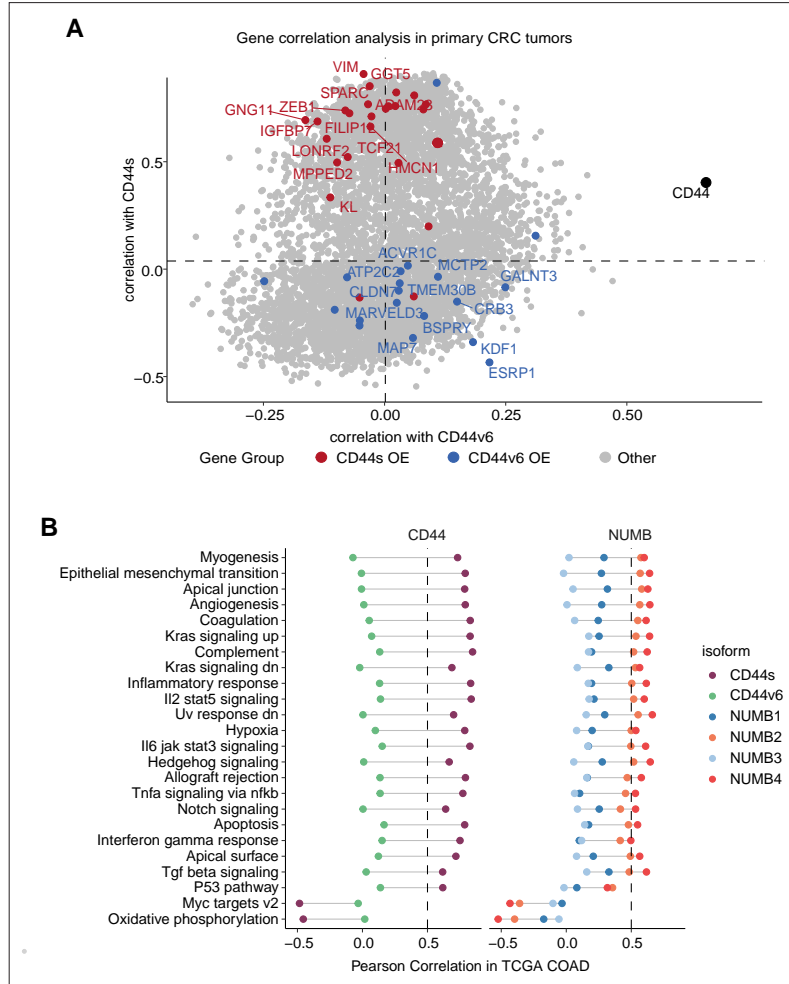 A
Gene correlation analysis in primary CRC tumors
correlation with CD44s
0.5
0.0
−0.5
VIM
GGT5
SPARC
ADAM23
ZEB1
GNG11
IGFBP7
FILIP1L
LONRF2
TCF21
HMCN1
MPPED2
KL
CD44
ACVR1C
MCTP2
ATP2C2
GALNT3
CLDN7
TMEM30B
CRB3
MARVELD3
BSPRY
MAP7
KDF1
ESRP1
−0.25
0.00
0.25
0.50
correlation with CD44v6
Gene Group
CD44s OE
CD44v6 OE
Other
B
CD44
NUMB
Myogenesis
Epithelial mesenchymal transition
Apical junction
Angiogenesis
Coagulation
Kras signaling up
Complement
Kras signaling dn
Inflammatory response
Il2 stat5 signaling
Uv response dn
Hypoxia
Il6 jak stat3 signaling
Hedgehog signaling
Allograft rejection
Tnfa signaling via nfkb
Notch signaling
Apoptosis
Interferon gamma response
Apical surface
Tgf beta signaling
P53 pathway
Myc targets v2
Oxidative phosphorylation
isoform
CD44s
CD44v6
NUMB1
NUMB2
NUMB3
NUMB4
−0.5
0.0
0.5
−0.5
0.0
0.5
Pearson Correlation in TCGA COAD